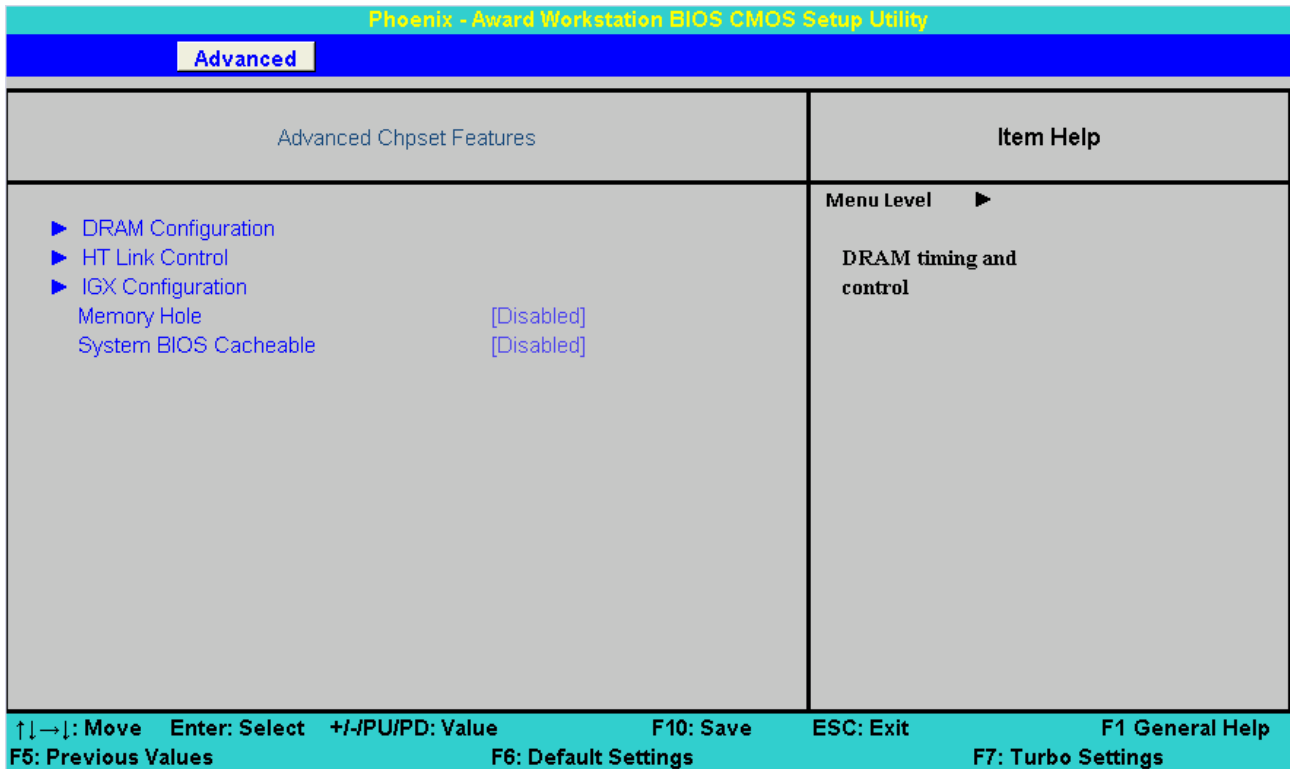 Phoenix - Award Workstation BIOS CMOS Setup Utility
Advanced
Advanced Chpset Features
Item Help
► DRAM Configuration
► HT Link Control
► IGX Configuration
Memory Hole [Disabled]
System BIOS Cacheable [Disabled]
Menu Level ►
DRAM timing and
control
↑↓→↓: Move Enter: Select +/-/PU/PD: Value F10: Save ESC: Exit F1 General Help
F5: Previous Values F6: Default Settings F7: Turbo Settings